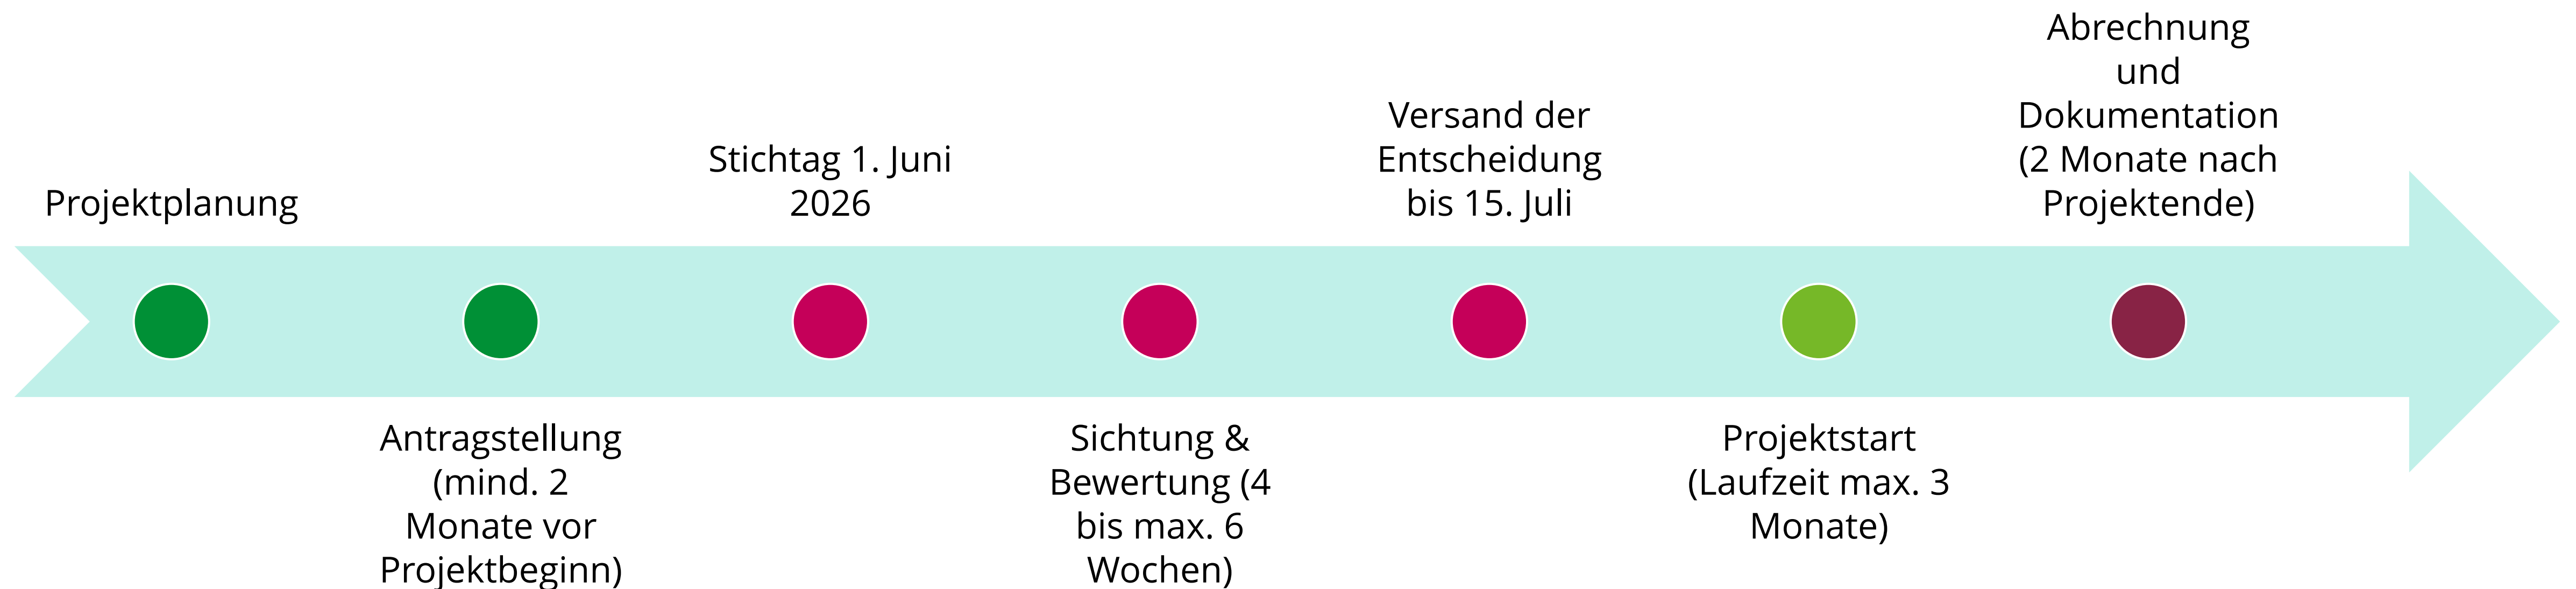 Projektplanung
Antragstellung
(mind. 2
Monate vor
Projektbeginn)
Stichtag 1. Juni
2026
Sichtung &
Bewertung (4
bis max. 6
Wochen)
Versand der
Entscheidung
bis 15. Juli
Projektstart
(Laufzeit max. 3
Monate)
Abrechnung
und
Dokumentation
(2 Monate nach
Projektende)